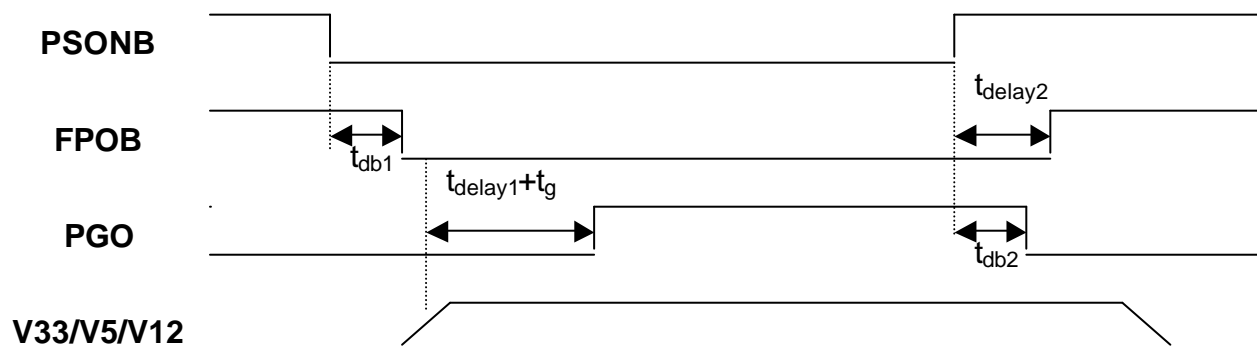 PSONB
t_delay2
FPOB
t_db1
t_delay1+t_g
PGO
t_db2
V33/V5/V12